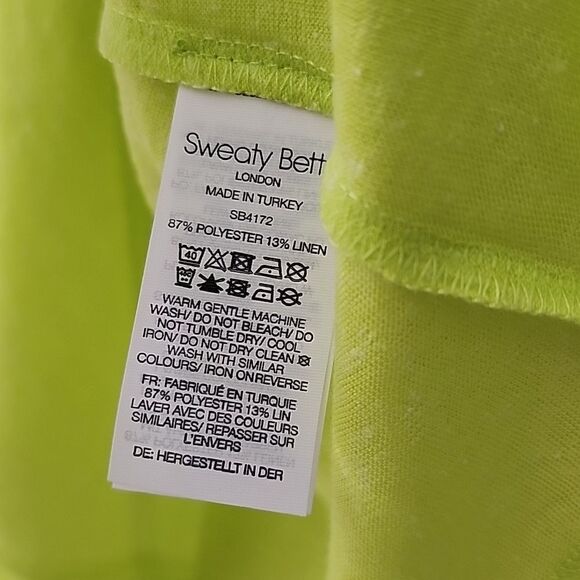 Sweaty Bett
LONDON
MADE IN TURKEY
SB4172
87% POLYESTER 13% LINEN
40
WARM GENTLE MACHINE
WASH/ DO NOT BLEACH/ DO
NOT TUMBLE DRY/ COOL
IRON/ DO NOT DRY CLEAN
WASH WITH SIMILAR
COLOURS/ IRON ON REVERSE
FR: FABRIQUÉ EN TURQUIE
87% POLYESTER 13% LIN
LAVER AVEC DES COULEURS
SIMILAIRES/ REPASSER SUR
L'ENVERS
DE: HERGESTELLT IN DER